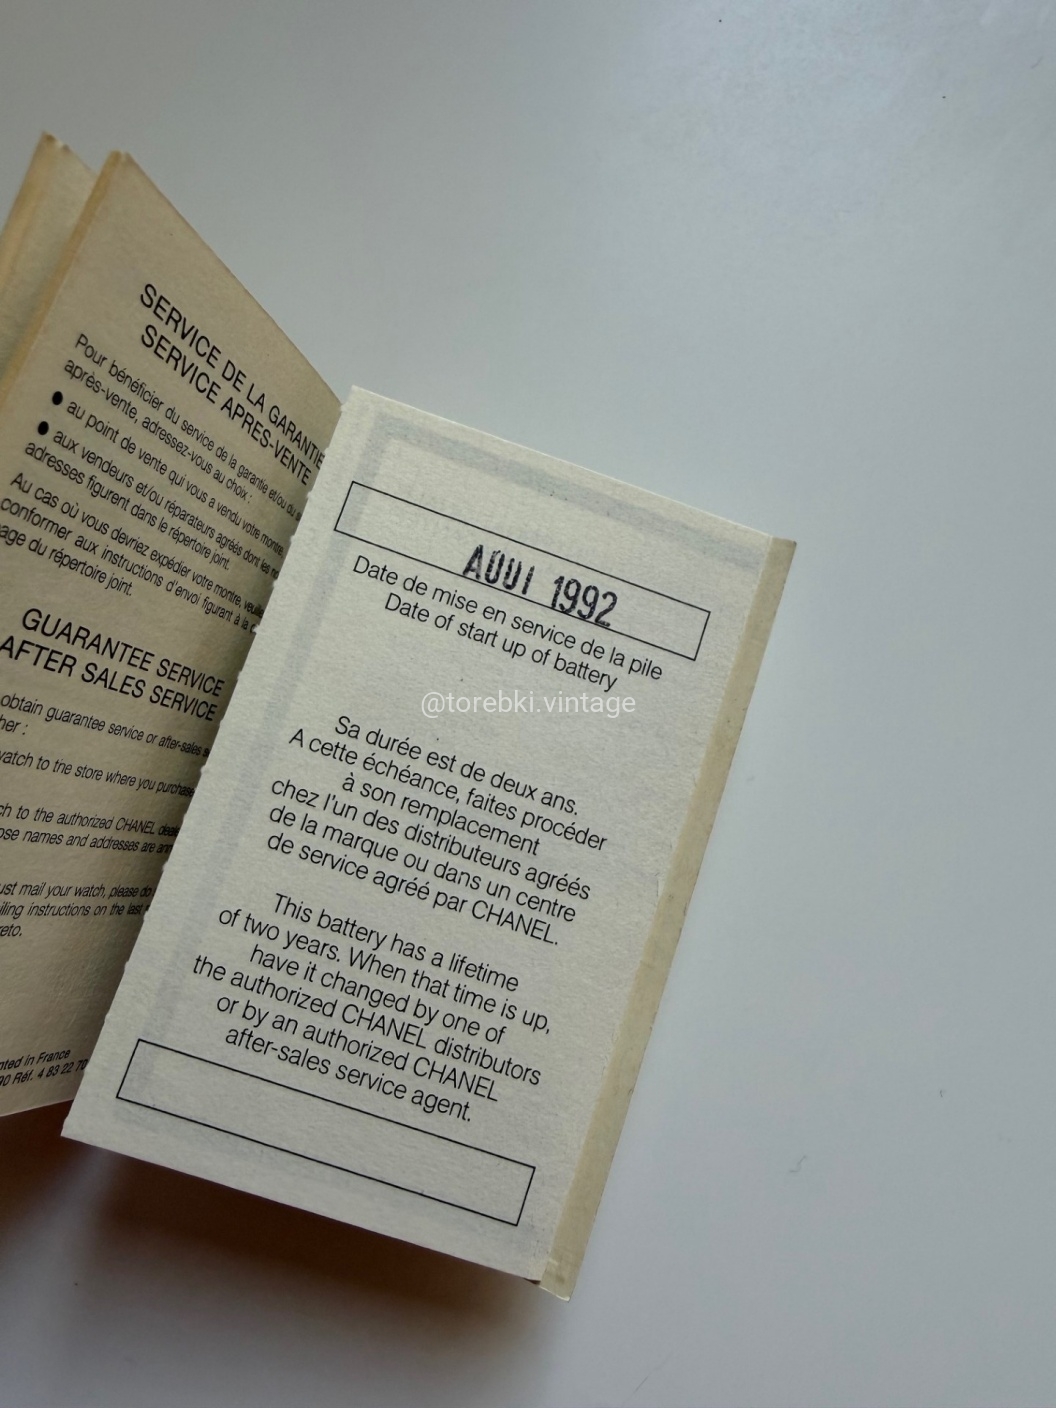 SERVICE DE LA GARANTIE
SERVICE APRES-VENTE
Pour bénéficier du service de la garantie et/ou du
après-vente, adressez-vous au choix :
● au point de vente qui vous a vendu votre montre,
● aux vendeurs et/ou réparateurs agréés dont les
adresses figurent dans le répertoire joint.
Au cas où vous devriez expédier votre montre,
conformer aux instructions d'envoi figurant à la
du répertoire joint.
GUARANTEE SERVICE
AFTER SALES SERVICE
obtain guarantee service or after-sales
watch to the store where you purchase
to the authorized CHANEL
names and addresses are
mail your watch, please do
instructions on the last
in France
Réf. 4 83 22
AOUT 1992
Date de mise en service de la pile
Date of start up of battery
@torebki.vintage
Sa durée est de deux ans.
A cette échéance, faites procéder
à son remplacement
chez l'un des distributeurs agréés
de la marque ou dans un centre
de service agréé par CHANEL.
This battery has a lifetime
of two years. When that time is up,
have it changed by one of
the authorized CHANEL distributors
or by an authorized CHANEL
after-sales service agent.